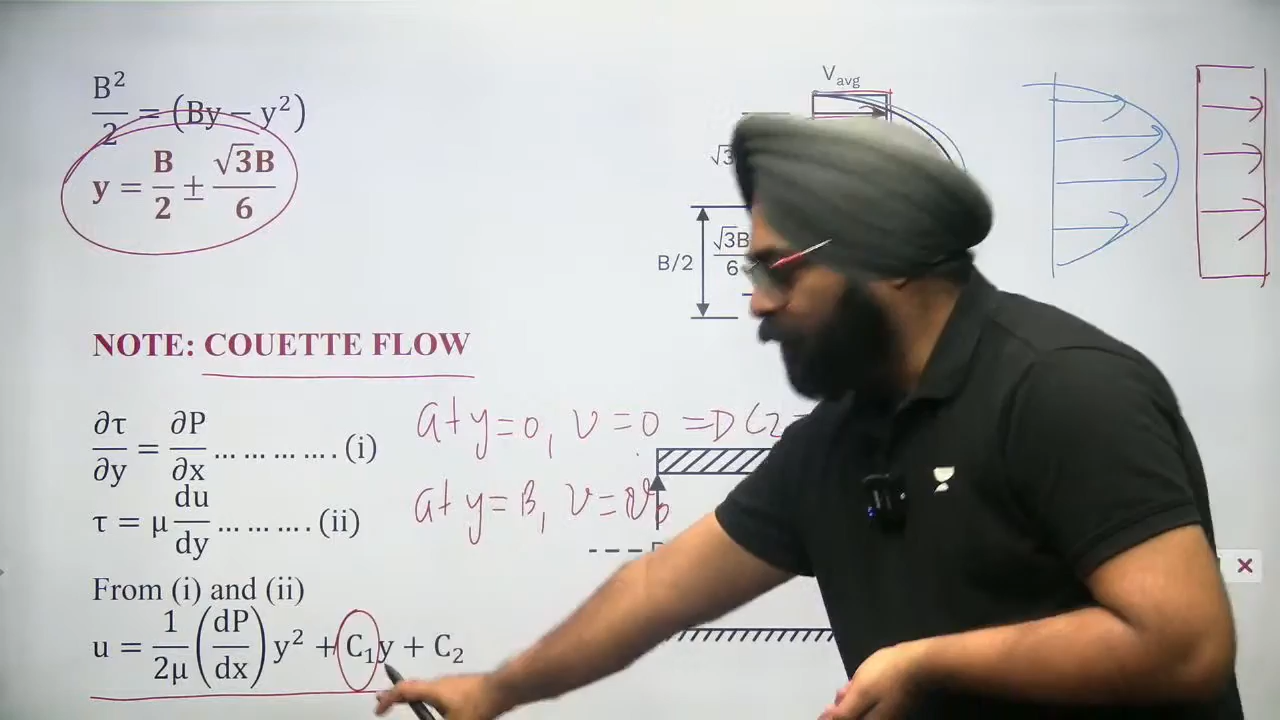 B²/2 = (By − y²)
y = B/2 ± √3B/6
V_avg
√3
B/2
√3B/6
NOTE: COUETTE FLOW
∂τ/∂y = ∂P/∂x … … … … . (i)
at y=0, v=0 ⇒ C2=
τ = μ du/dy … … … . (ii)
at y=B, v=v₀
From (i) and (ii)
u = 1/2μ (dP/dx) y² + C₁y + C₂